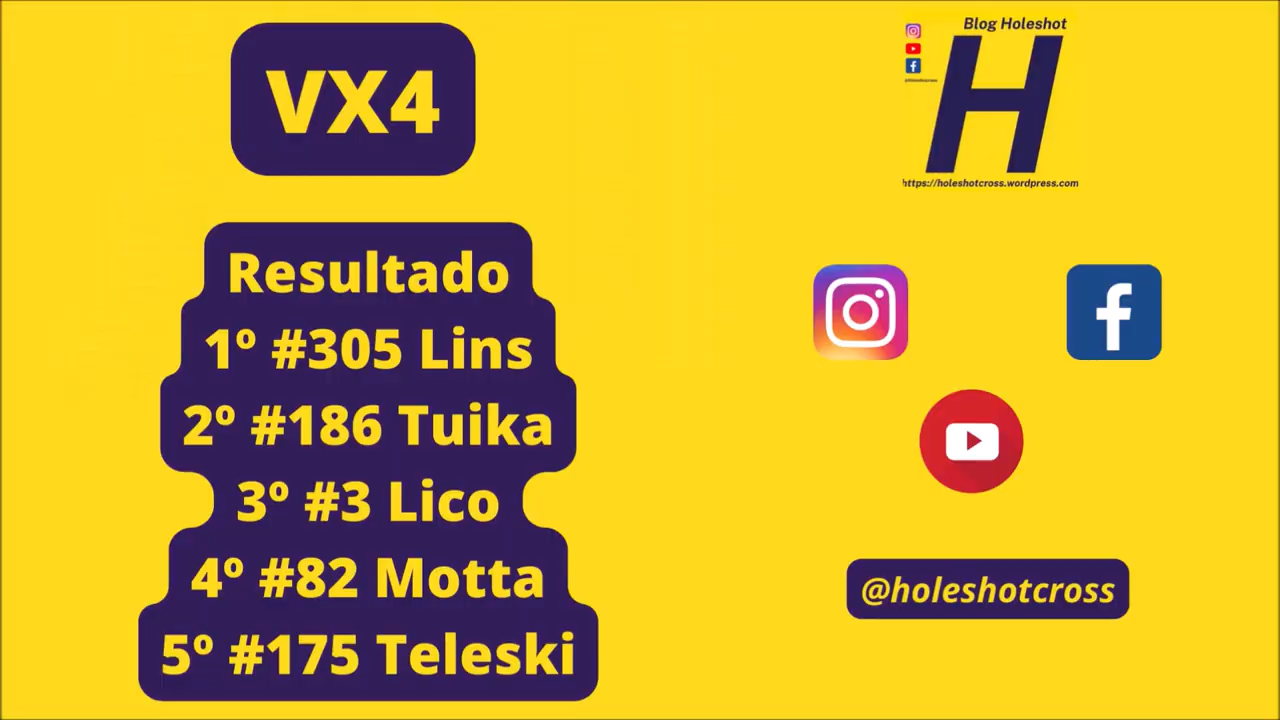 VX4
Resultado
1º #305 Lins
2º #186 Tuika
3º #3 Lico
4º #82 Motta
5º #175 Teleski
Blog Holeshot
H
https://holeshotcross.wordpress.com
@holeshotcross